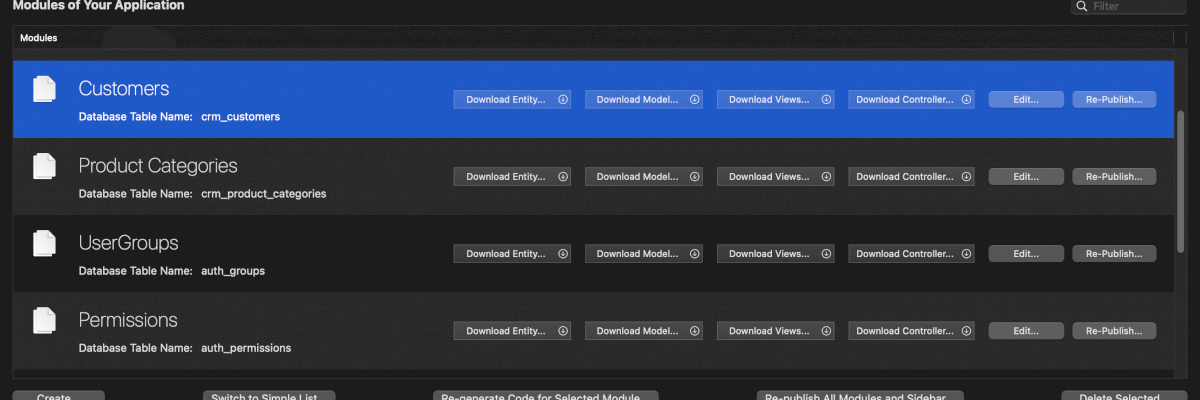 Modules of Your Application
Filter
Modules
Customers
Download Entity... Download Model... Download Views... Download Controller... Edit... Re-Publish...
Database Table Name: crm_customers
Product Categories
Download Entity... Download Model... Download Views... Download Controller... Edit... Re-Publish...
Database Table Name: crm_product_categories
UserGroups
Download Entity... Download Model... Download Views... Download Controller... Edit... Re-Publish...
Database Table Name: auth_groups
Permissions
Download Entity... Download Model... Download Views... Download Controller... Edit... Re-Publish...
Database Table Name: auth_permissions
Create... Switch to Simple List... Re-generate Code for Selected Module... Re-publish All Modules and Sidebar... Delete Selected...